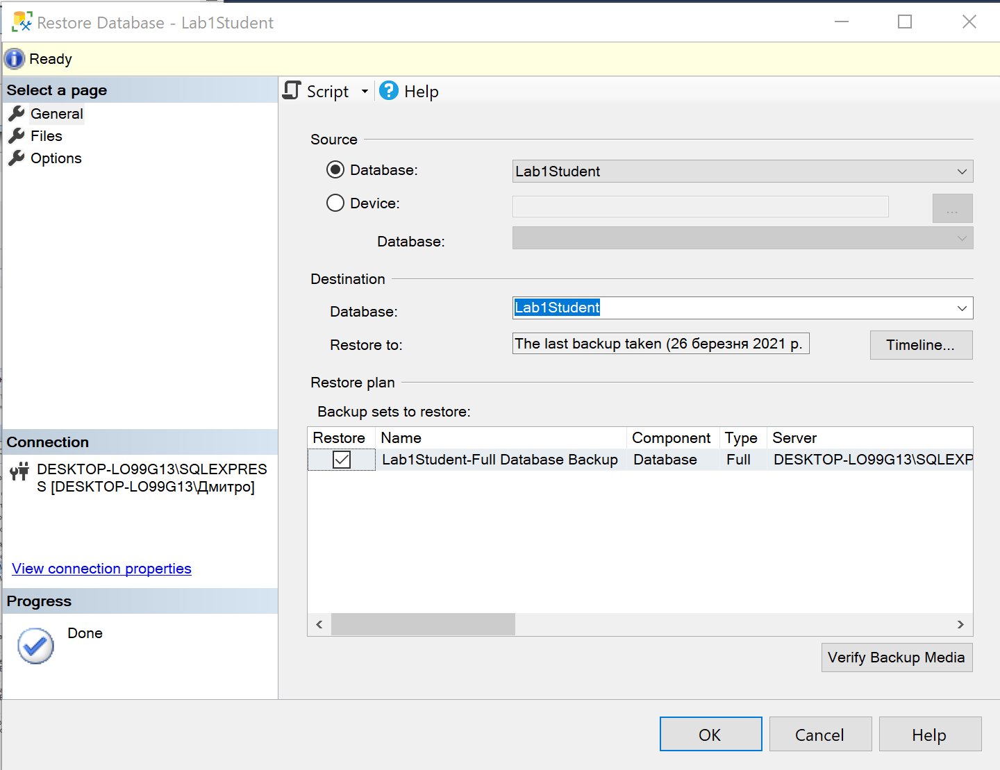 Restore Database - Lab1Student
Ready
Select a page
General
Files
Options
Script
Help
Source
Database: Lab1Student
Device:
...
Database:
Destination
Database: Lab1Student
Restore to: The last backup taken (26 березня 2021 р. Timeline...
Restore plan
Backup sets to restore:
Restore Name Component Type Server
Lab1Student-Full Database Backup Database Full DESKTOP-LO99G13\SQLEXP
Connection
DESKTOP-LO99G13\SQLEXPRES
S [DESKTOP-LO99G13\Дмитро]
View connection properties
Progress
Done
Verify Backup Media
OK Cancel Help